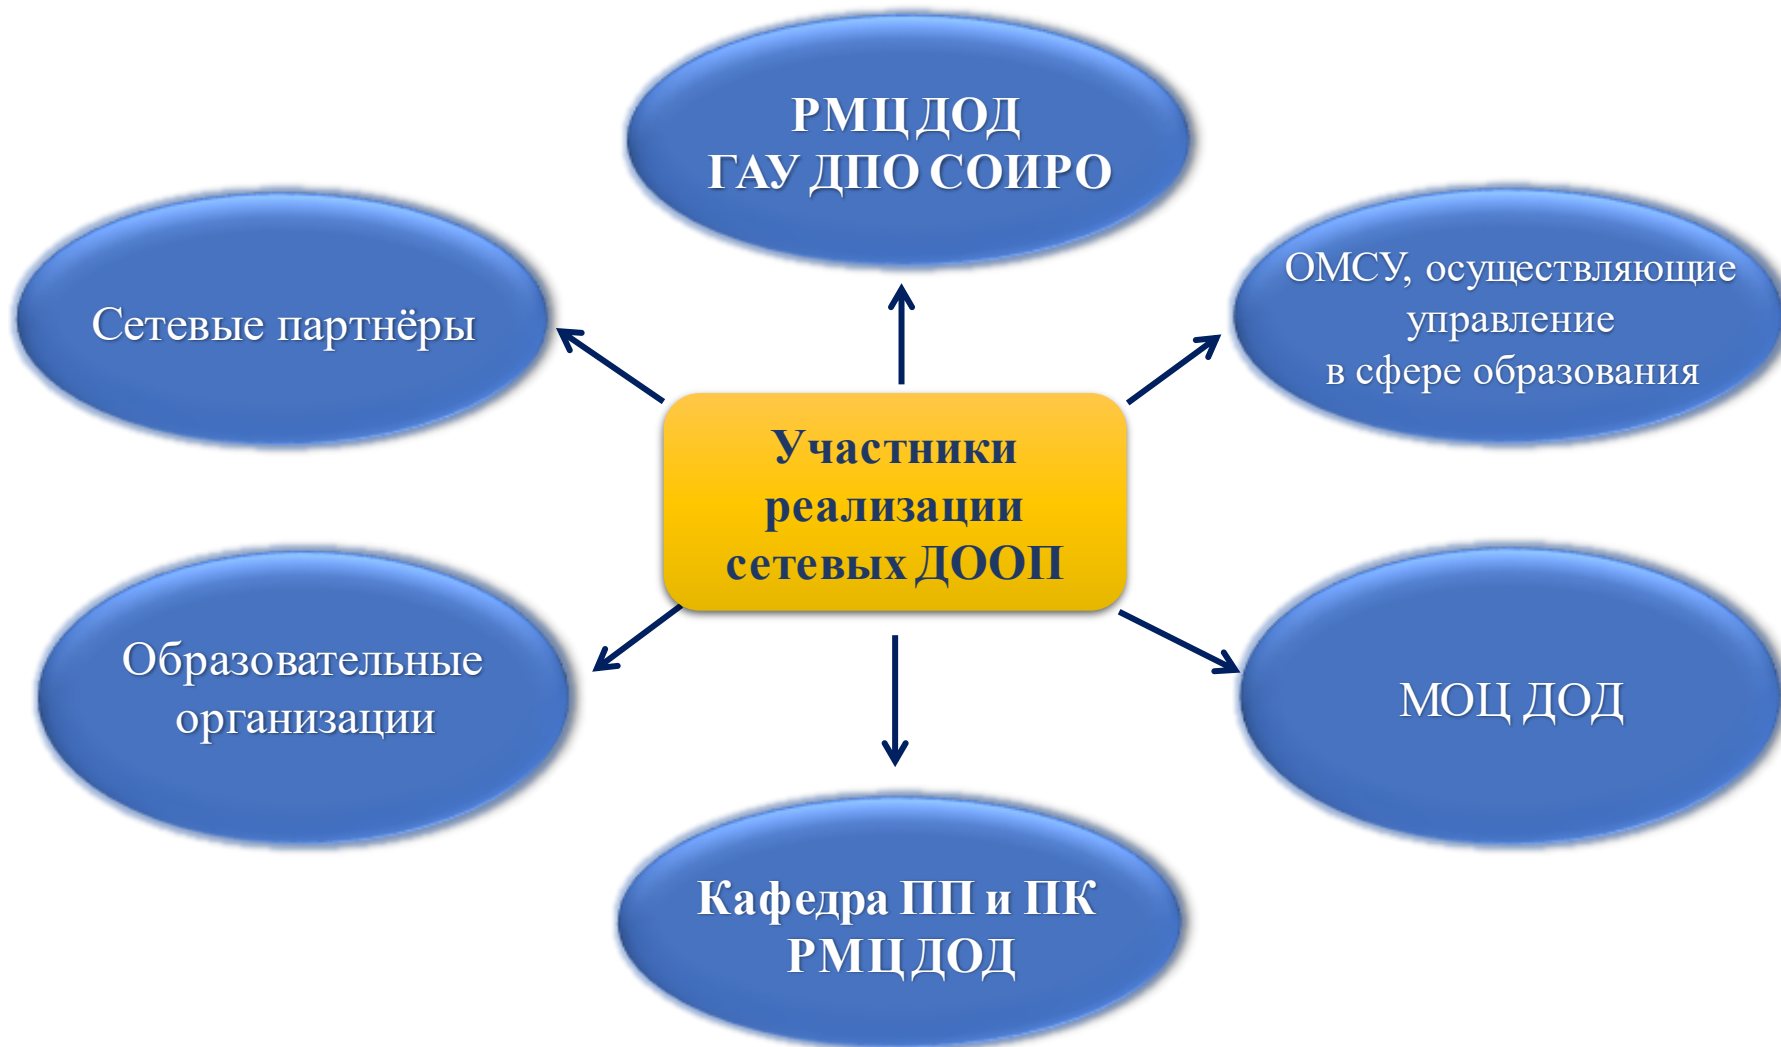 РМЦ ДОД
ГАУ ДПО СОИРО
Сетевые партнёры
ОМСУ, осуществляющие
управление
в сфере образования
Участники
реализации
сетевых ДООП
Образовательные
организации
МОЦ ДОД
Кафедра ПП и ПК
РМЦ ДОД